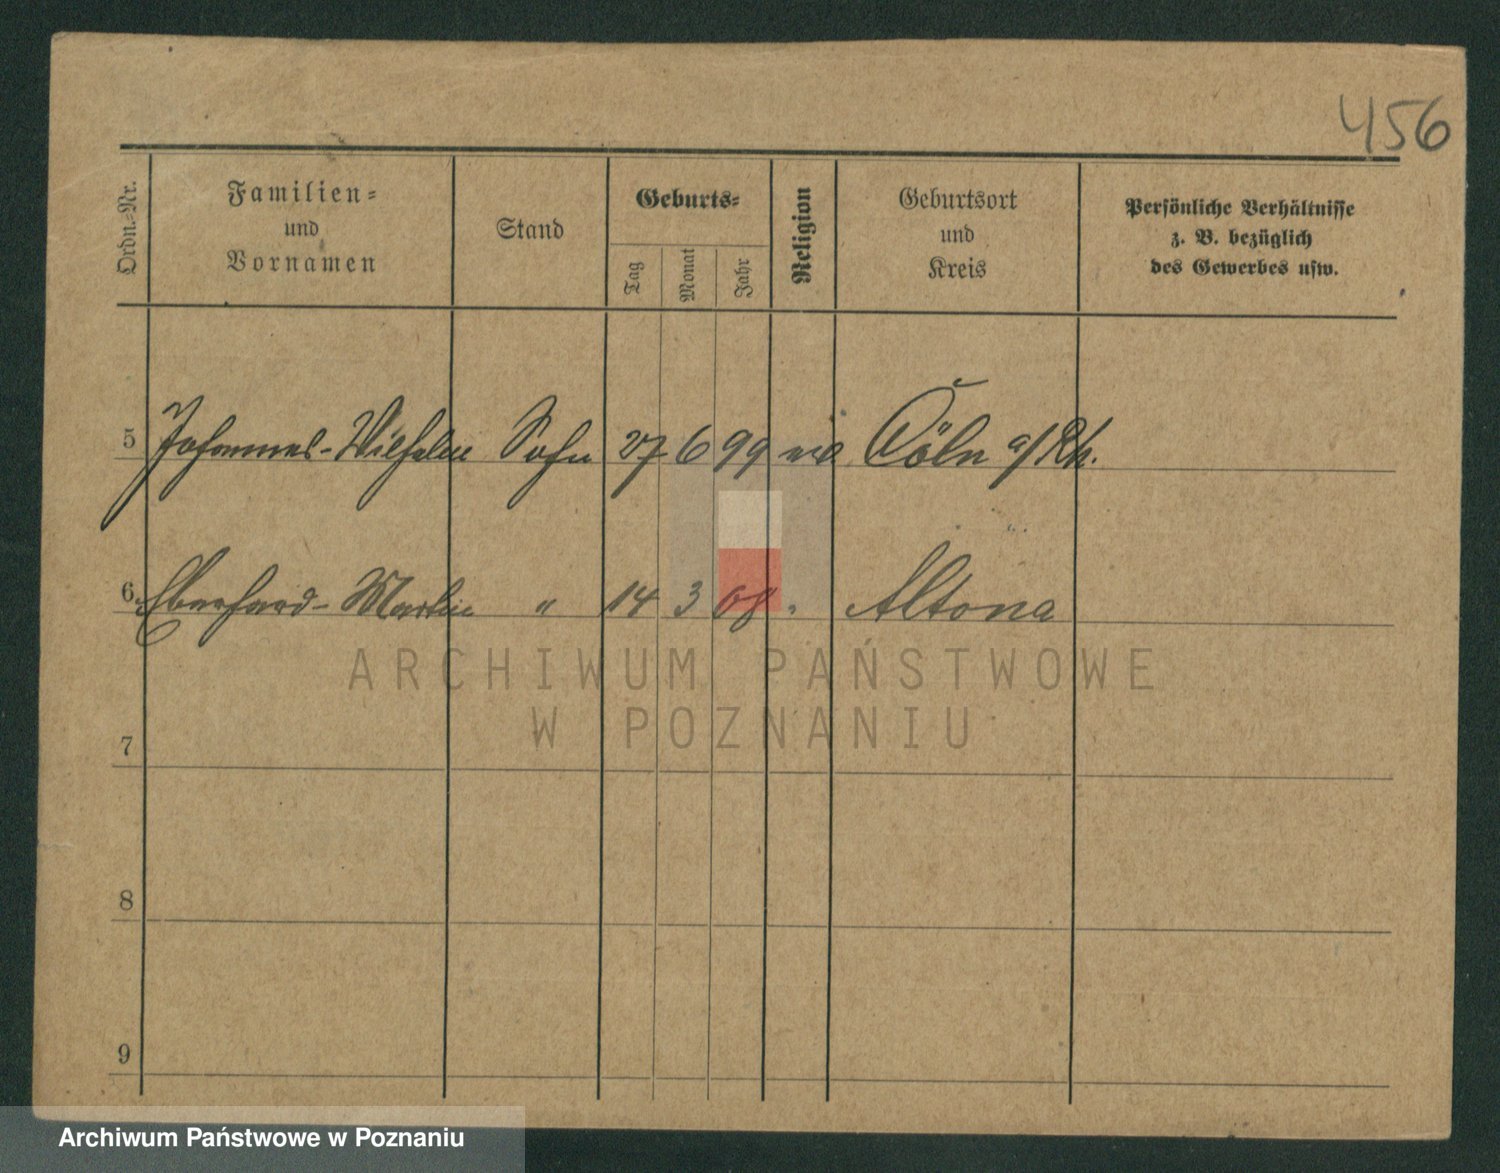 456
Ordn.-Nr.
Familien-
und
Vornamen
Stand
Geburts-
Tag
Monat
Jahr
Religion
Geburtsort
und
Kreis
Persönliche Verhältnisse
z. B. bezüglich
des Gewerbes usw.
5 Johannes-Wilhelm Sohn 27 6 99 Cöln a/Rh.
6 Eberhard-Martin " 14 3 08 " Altona
ARCHIWUM PAŃSTWOWE
W POZNANIU
7
8
9
Archiwum Państwowe w Poznaniu